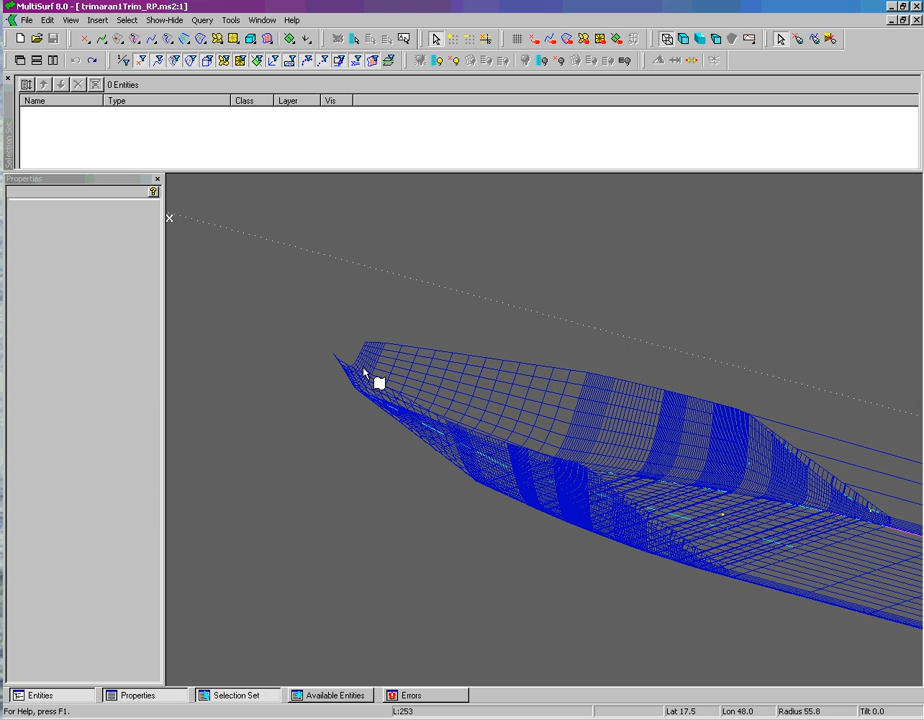 MultiSurf 8.0 - [ trimaran1Trim_RP.ms2:1]
File Edit View Insert Select Show-Hide Query Tools Window Help
0 Entities
Name Type Class Layer Vis
Selection Set
Properties
X
Entities Properties Selection Set Available Entities Errors
For Help, press F1. L:253 Lat 17.5 Lon 48.0 Radius 55.8 Tilt 0.0